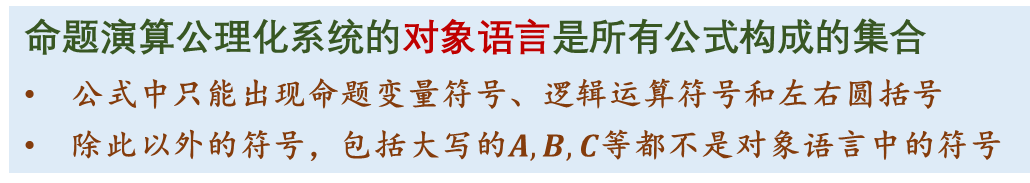 命题演算公理化系统的对象语言是所有公式构成的集合
• 公式中只能出现命题变量符号、逻辑运算符号和左右圆括号
• 除此以外的符号，包括大写的A, B, C等都不是对象语言中的符号